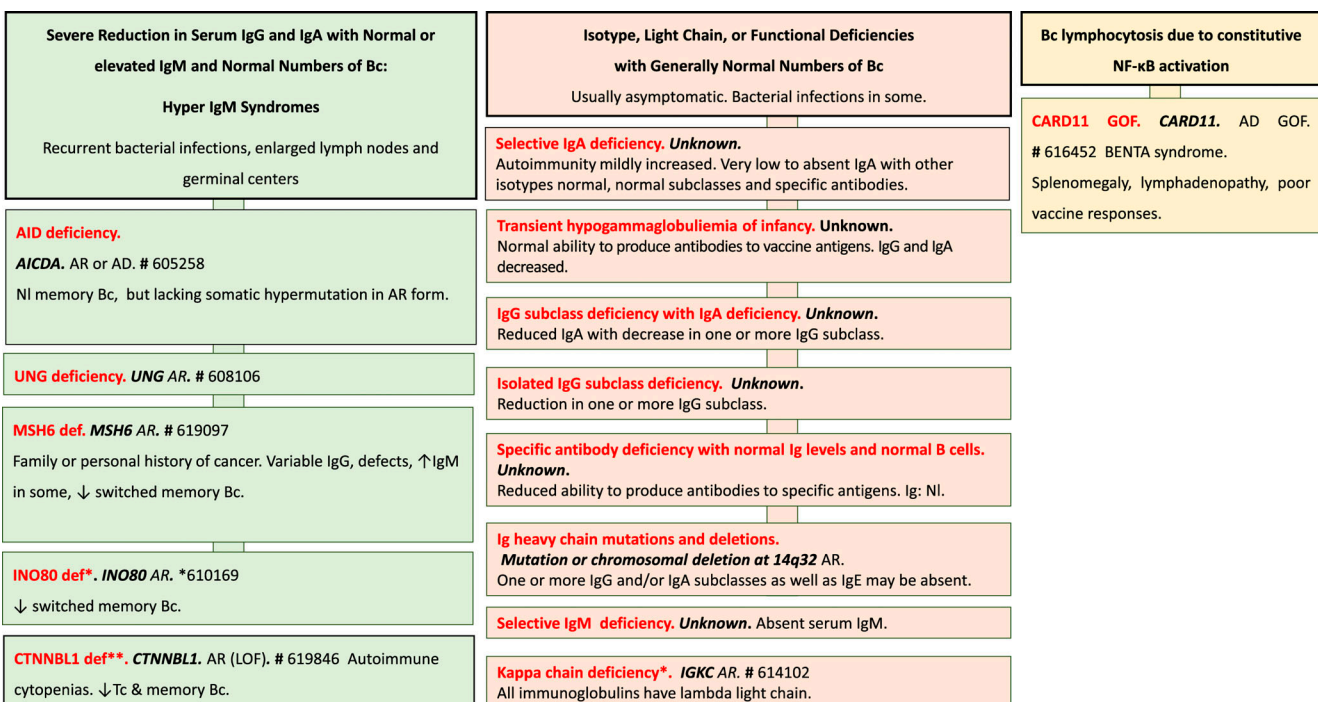 Severe Reduction in Serum IgG and IgA with Normal or
elevated IgM and Normal Numbers of Bc:
Hyper IgM Syndromes
Recurrent bacterial infections, enlarged lymph nodes and
germinal centers
AID deficiency.
AICDA. AR or AD. # 605258
Nl memory Bc, but lacking somatic hypermutation in AR form.
UNG deficiency. UNG AR. # 608106
MSH6 def. MSH6 AR. # 619097
Family or personal history of cancer. Variable IgG, defects, ↑IgM
in some, ↓ switched memory Bc.
INO80 def*. INO80 AR. *610169
↓ switched memory Bc.
CTNNBL1 def**. CTNNBL1. AR (LOF). # 619846 Autoimmune
cytopenias. ↓Tc & memory Bc.
Isotype, Light Chain, or Functional Deficiencies
with Generally Normal Numbers of Bc
Usually asymptomatic. Bacterial infections in some.
Selective IgA deficiency. Unknown.
Autoimmunity mildly increased. Very low to absent IgA with other
isotypes normal, normal subclasses and specific antibodies.
Transient hypogammaglobuliemia of infancy. Unknown.
Normal ability to produce antibodies to vaccine antigens. IgG and IgA
decreased.
IgG subclass deficiency with IgA deficiency. Unknown.
Reduced IgA with decrease in one or more IgG subclass.
Isolated IgG subclass deficiency. Unknown.
Reduction in one or more IgG subclass.
Specific antibody deficiency with normal Ig levels and normal B cells.
Unknown.
Reduced ability to produce antibodies to specific antigens. Ig: Nl.
Ig heavy chain mutations and deletions.
Mutation or chromosomal deletion at 14q32 AR.
One or more IgG and/or IgA subclasses as well as IgE may be absent.
Selective IgM deficiency. Unknown. Absent serum IgM.
Kappa chain deficiency*. IGKC AR. # 614102
All immunoglobulins have lambda light chain.
Bc lymphocytosis due to constitutive
NF-κB activation
CARD11 GOF. CARD11. AD GOF.
# 616452 BENTA syndrome.
Splenomegaly, lymphadenopathy, poor
vaccine responses.